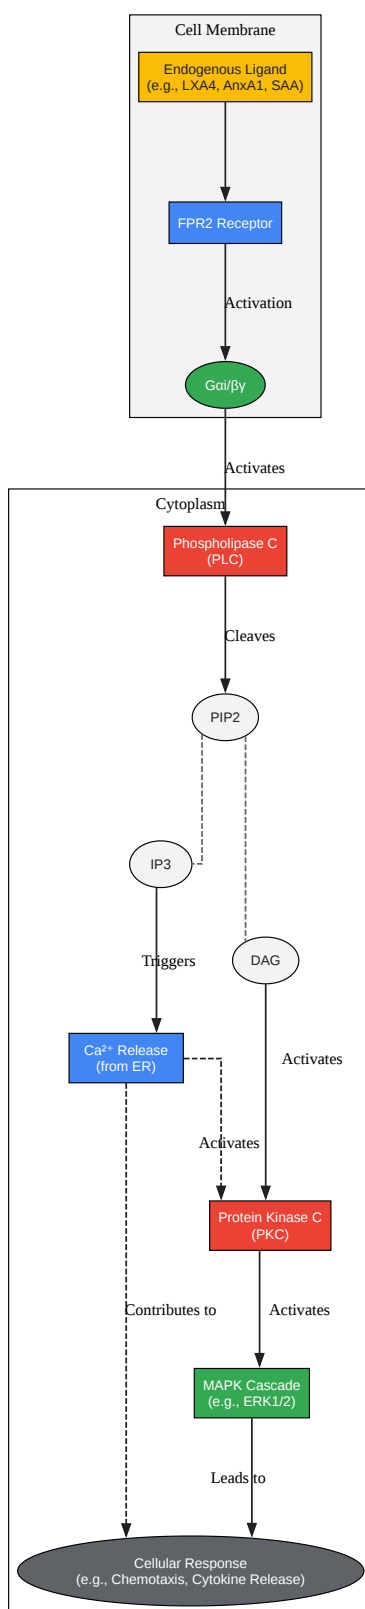 Cell Membrane
Endogenous Ligand
(e.g., LXA4, AnxA1, SAA)
FPR2 Receptor
Activation
Gαi/βγ
Activates
Cytoplasm
Phospholipase C
(PLC)
Cleaves
PIP2
IP3
DAG
Triggers
Ca²⁺ Release
(from ER)
Activates
Activates
Protein Kinase C
(PKC)
Contributes to
Activates
MAPK Cascade
(e.g., ERK1/2)
Leads to
Cellular Response
(e.g., Chemotaxis, Cytokine Release)